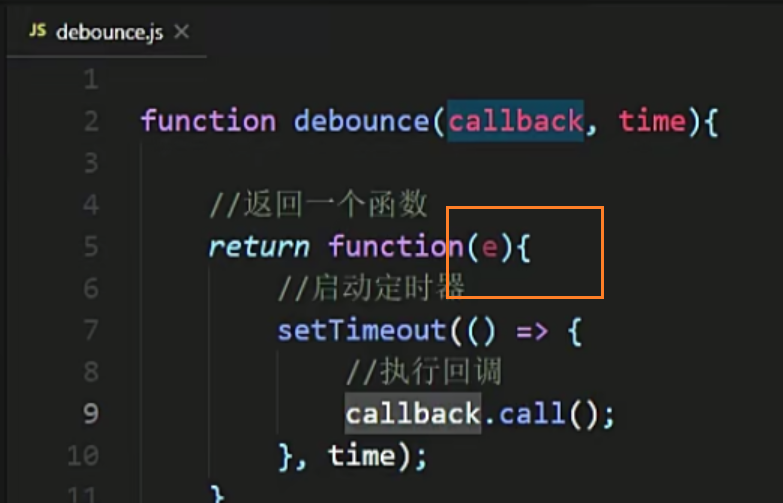 JS debounce.js ×
1
2 function debounce(callback, time){
3
4 //返回一个函数
5 return function(e){
6 //启动定时器
7 setTimeout(() => {
8 //执行回调
9 callback.call();
10 }, time);
11 }